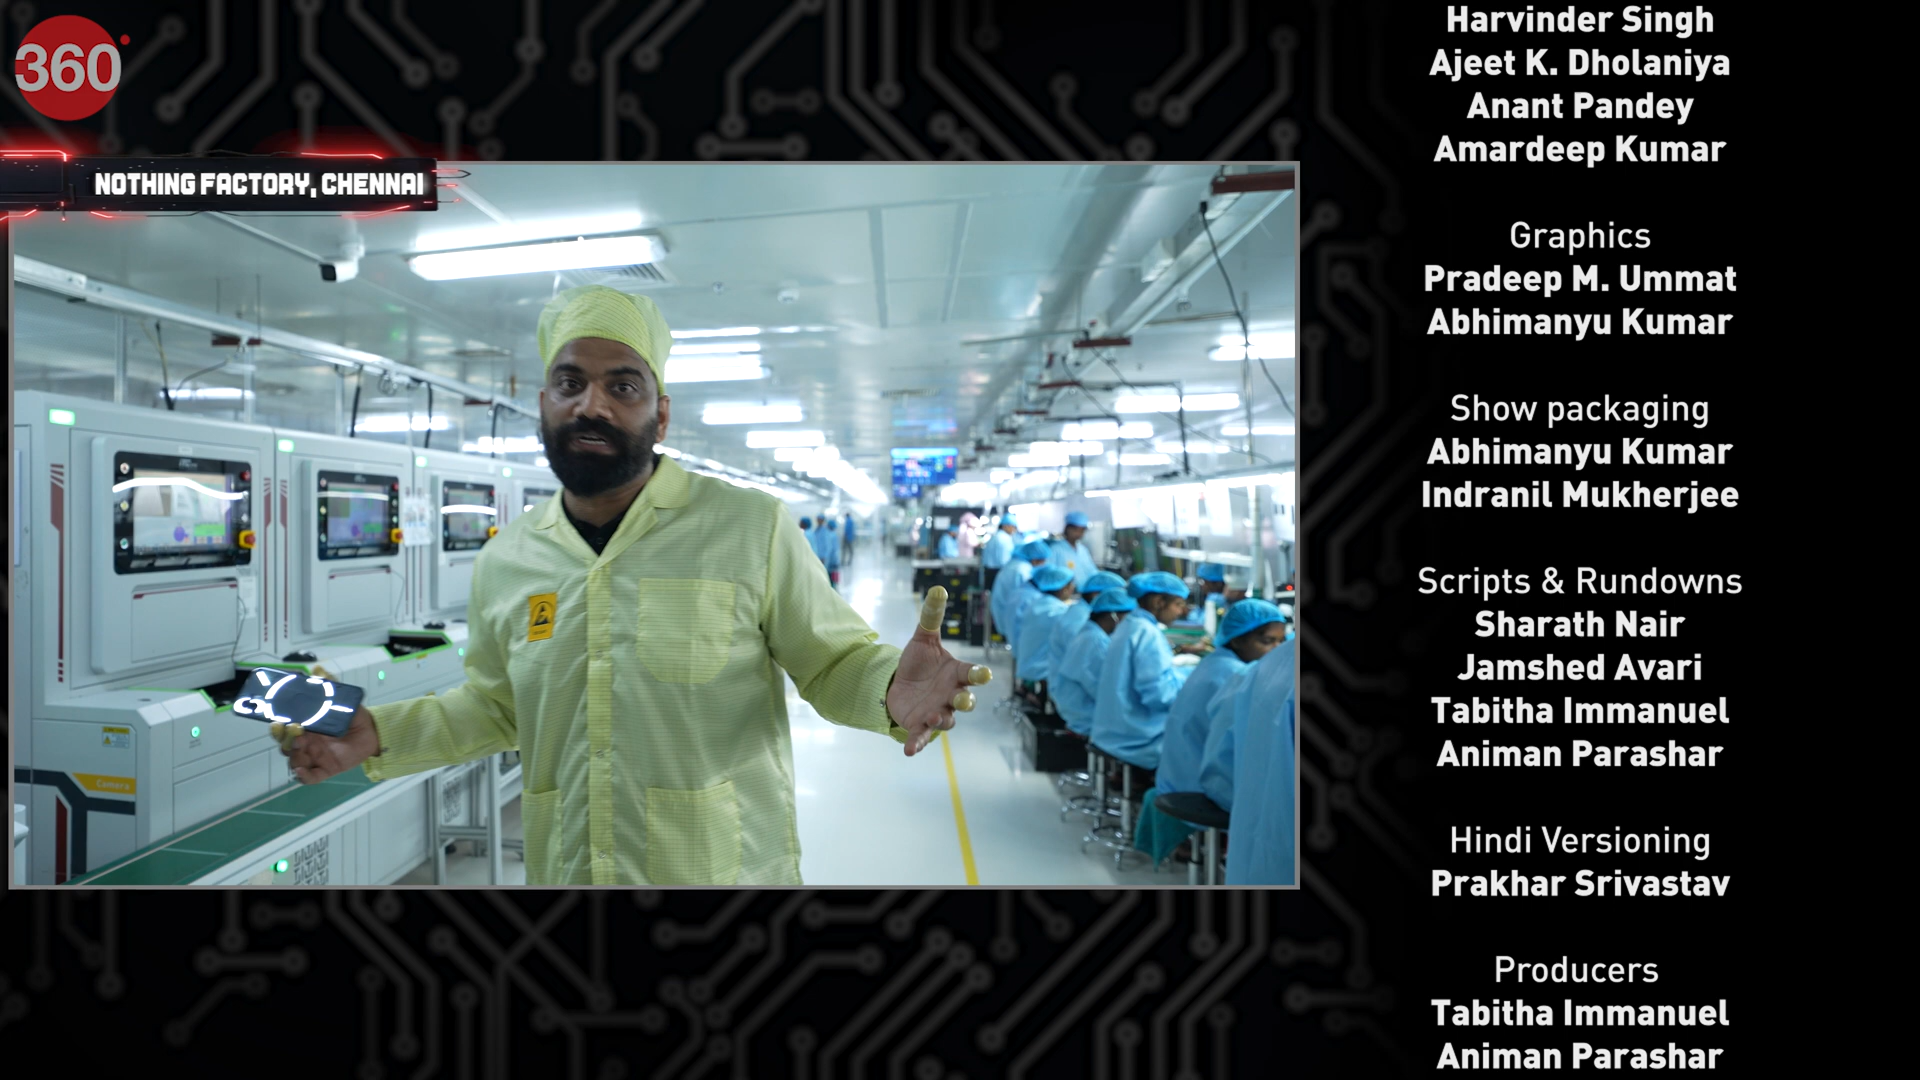 360
NOTHING FACTORY, CHENNAI
Camera
Harvinder Singh
Ajeet K. Dholaniya
Anant Pandey
Amardeep Kumar
Graphics
Pradeep M. Ummat
Abhimanyu Kumar
Show packaging
Abhimanyu Kumar
Indranil Mukherjee
Scripts & Rundowns
Sharath Nair
Jamshed Avari
Tabitha Immanuel
Animan Parashar
Hindi Versioning
Prakhar Srivastav
Producers
Tabitha Immanuel
Animan Parashar